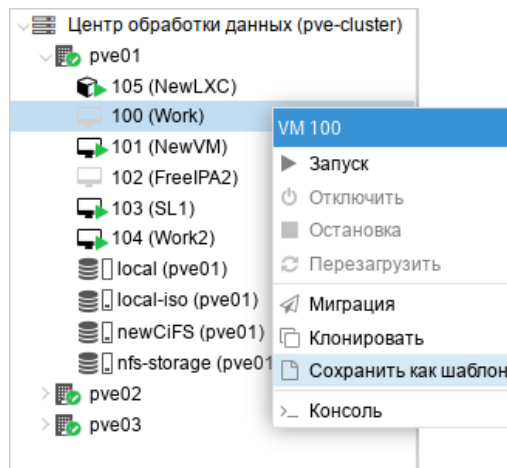 Центр обработки данных (pve-cluster)
pve01
105 (NewLXC)
100 (Work)
101 (NewVM)
102 (FreeIPA2)
103 (SL1)
104 (Work2)
local (pve01)
local-iso (pve01)
newCiFS (pve01)
nfs-storage (pve01
pve02
pve03
VM 100
Запуск
Отключить
Остановка
Перезагрузить
Миграция
Клонировать
Сохранить как шаблон
Консоль